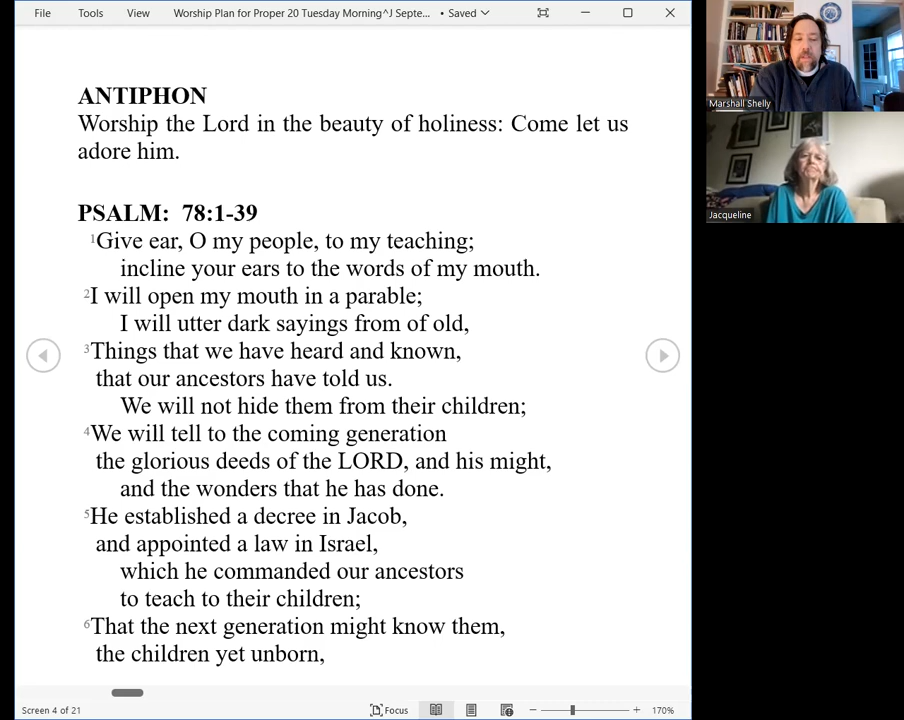 File Tools View Worship Plan for Proper 20 Tuesday Morning^J Septe... • Saved
ANTIPHON
Worship the Lord in the beauty of holiness: Come let us
adore him.
PSALM: 78:1-39
1Give ear, O my people, to my teaching;
incline your ears to the words of my mouth.
2I will open my mouth in a parable;
I will utter dark sayings from of old,
3Things that we have heard and known,
that our ancestors have told us.
We will not hide them from their children;
4We will tell to the coming generation
the glorious deeds of the LORD, and his might,
and the wonders that he has done.
5He established a decree in Jacob,
and appointed a law in Israel,
which he commanded our ancestors
to teach to their children;
6That the next generation might know them,
the children yet unborn,
Screen 4 of 21 Focus 170%
Marshall Shelly
Jacqueline